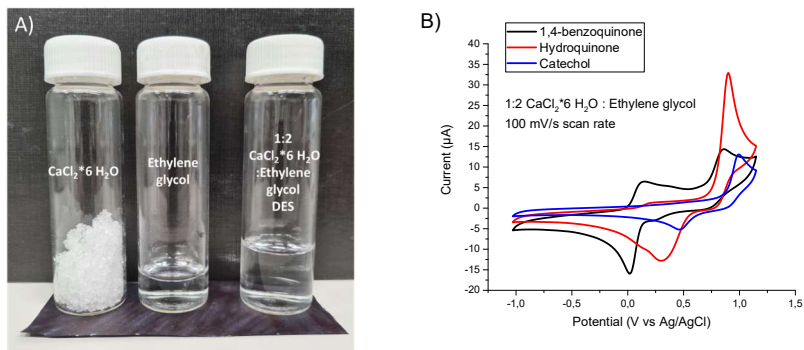 A)
CaCl₂*6 H₂O
Ethylene
glycol
1:2
CaCl₂*6 H₂O
:Ethylene
glycol
DES
B)
1,4-benzoquinone
Hydroquinone
Catechol
1:2 CaCl₂*6 H₂O : Ethylene glycol
100 mV/s scan rate
Current (µA)
40
35
30
25
20
15
10
5
0
-5
-10
-15
-20
-1,0 -0,5 0,0 0,5 1,0 1,5
Potential (V vs Ag/AgCl)